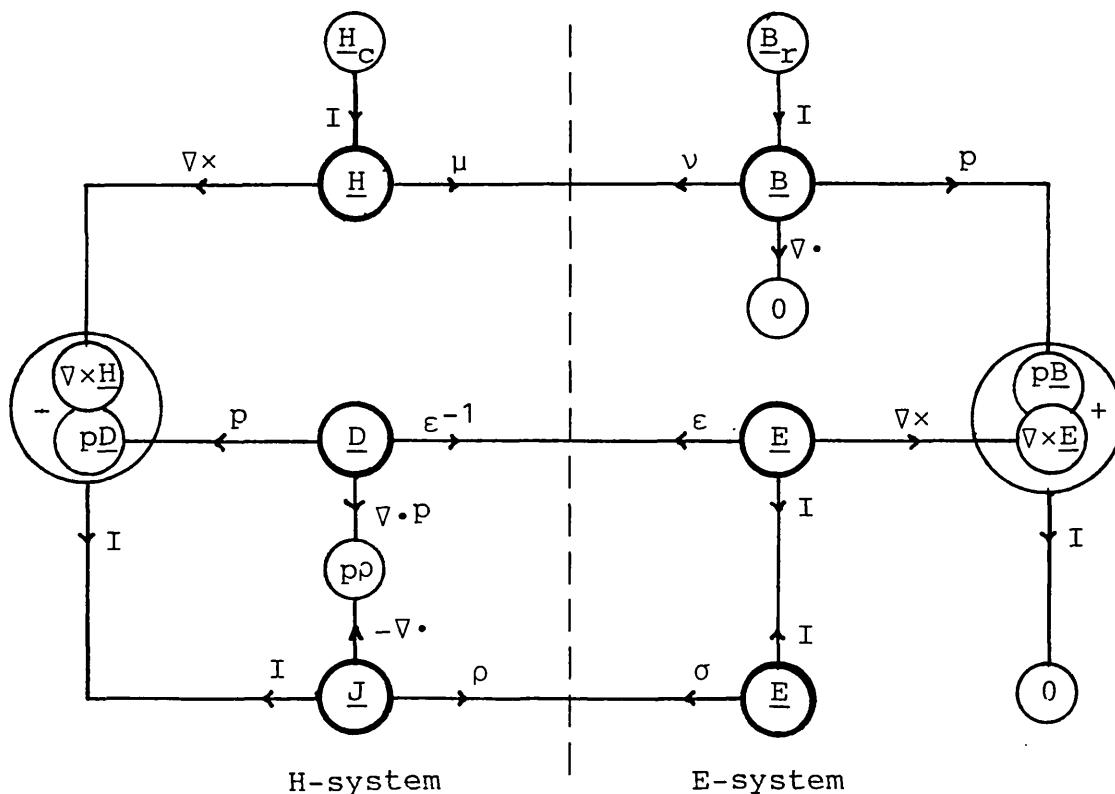 H_c B_r
I I
∇× H μ ν B p
∇·
0
∇×H pB
- +
pD p D ε⁻¹ ε E ∇× ∇×E
∇·p I
I pρ I
-∇· I
I J ρ σ E 0
H-system E-system